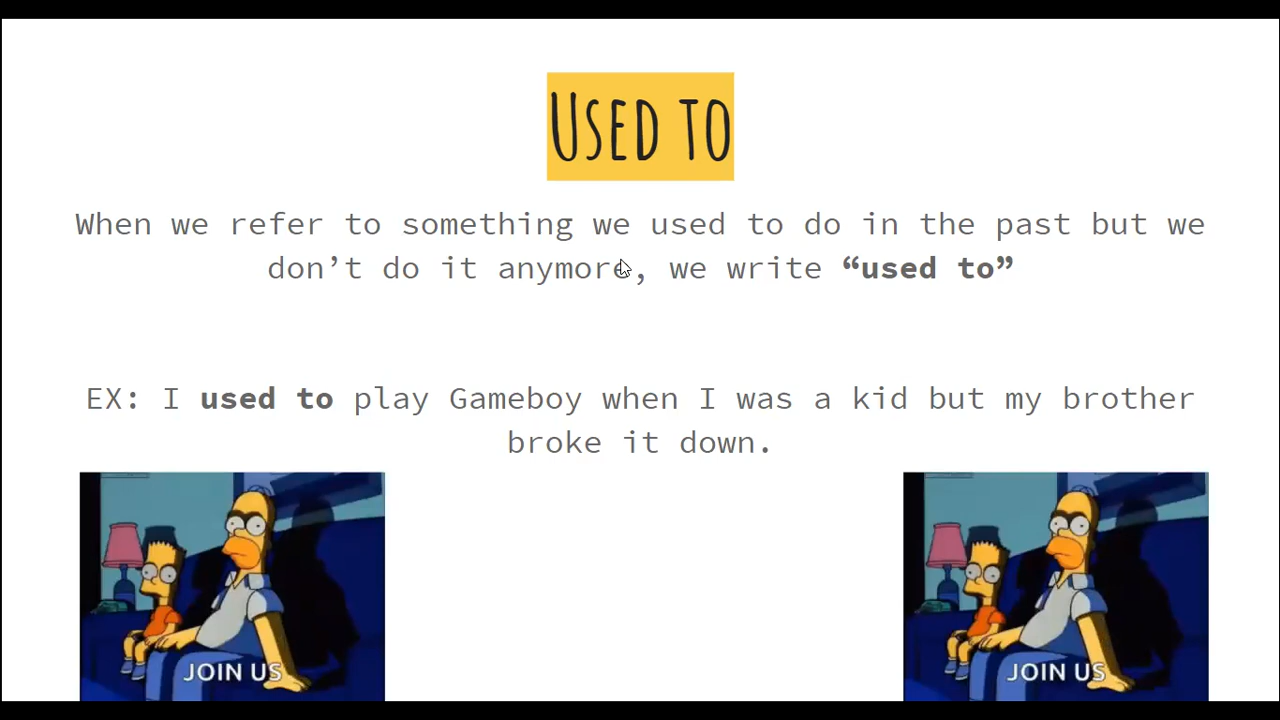 Used to
When we refer to something we used to do in the past but we
don’t do it anymore, we write “used to”
EX: I used to play Gameboy when I was a kid but my brother
broke it down.
JOIN US
JOIN US